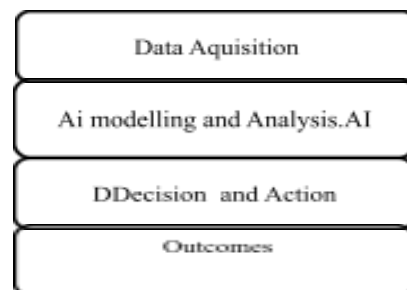 Data Aquisition
Ai modelling and Analysis.AI
DDecision and Action
Outcomes